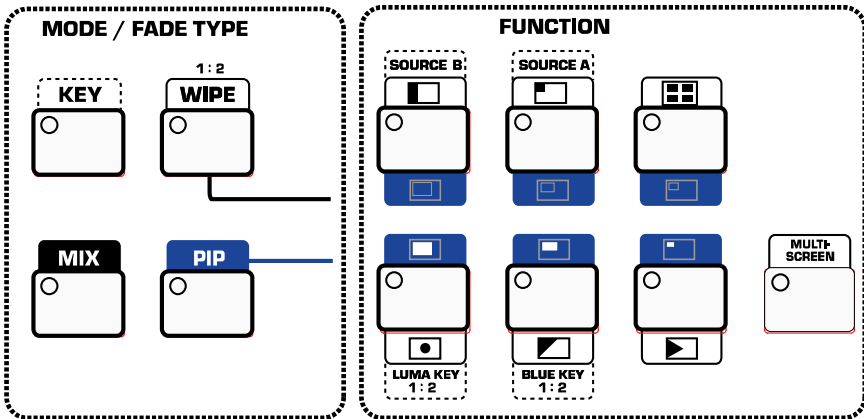 MODE / FADE TYPE
KEY
1:2
WIPE
MIX
PIP
FUNCTION
SOURCE B
SOURCE A
MULTI-
SCREEN
LUMA KEY
1:2
BLUE KEY
1:2